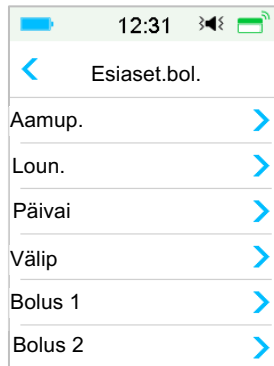 12:31
Esiaset.bol.
Aamup.
Loun.
Päivai
Välip
Bolus 1
Bolus 2